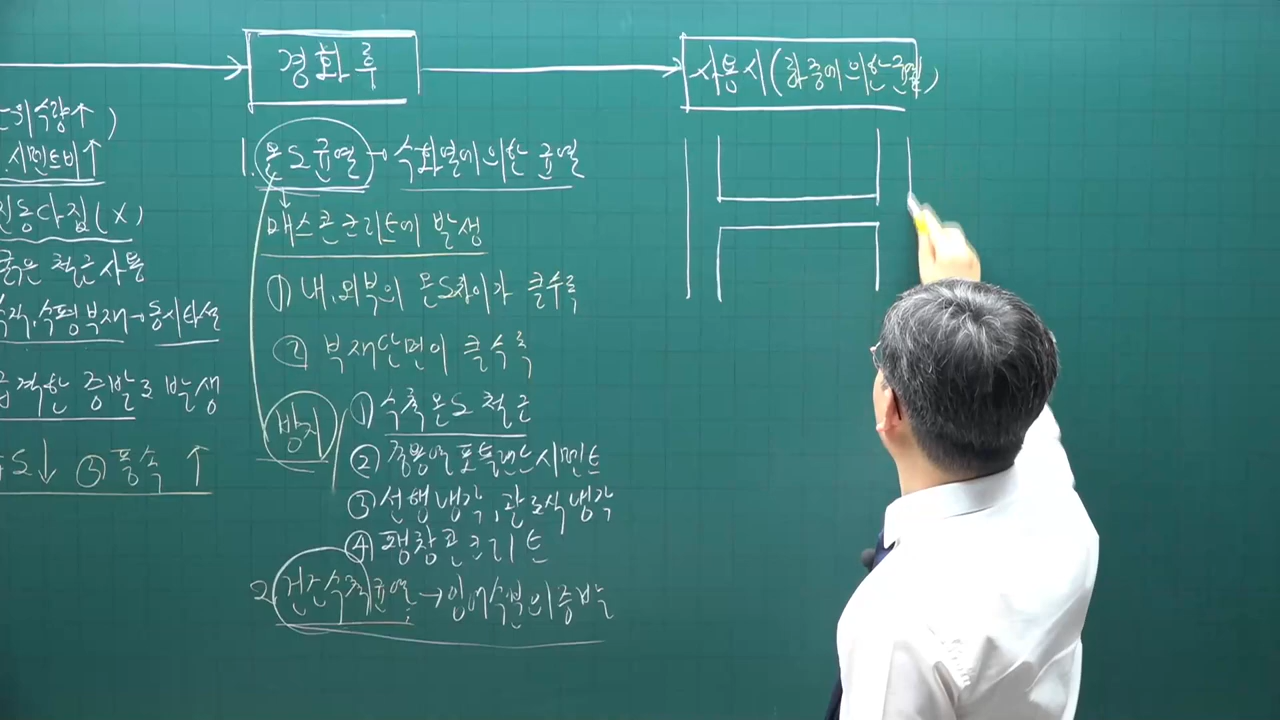 의 수량↑ )
시멘트비↑
진동다짐(X)
굵은 철근 사용
수직, 수평부재→동시타설
급격한 증발로 발생
도↓ ③ 풍속 ↑
경화 후
1. 온도균열 → 수화열에 의한 균열
매스콘크리트에 발생
① 내, 외부의 온도차이가 클수록
② 부재단면이 클수록
방지
① 수축온도철근
② 중용열포틀랜드시멘트
③ 선행냉각, 관로식냉각
④ 팽창콘크리트
2. 건조수축균열 → 잉여수분의 증발
사용시(하중에 의한 균열)